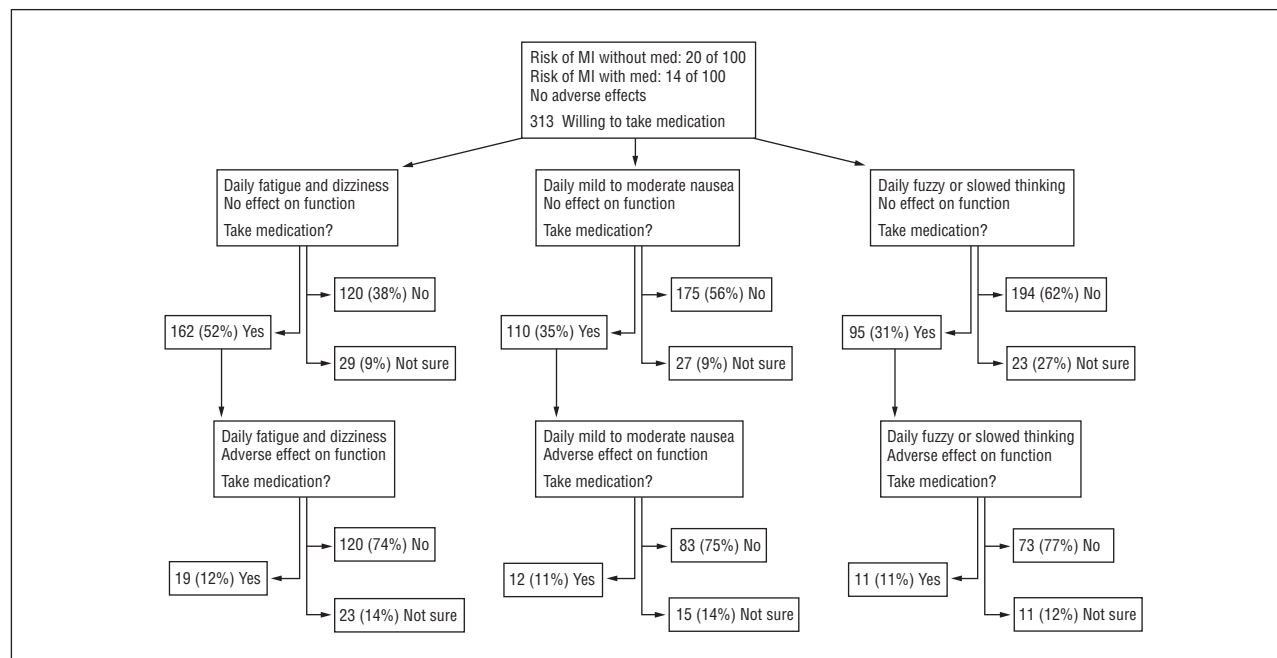 Risk of MI without med: 20 of 100
Risk of MI with med: 14 of 100
No adverse effects
313 Willing to take medication
Daily fatigue and dizziness
No effect on function
Take medication?
120 (38%) No
162 (52%) Yes
29 (9%) Not sure
Daily fatigue and dizziness
Adverse effect on function
Take medication?
120 (74%) No
19 (12%) Yes
23 (14%) Not sure
Daily mild to moderate nausea
No effect on function
Take medication?
175 (56%) No
110 (35%) Yes
27 (9%) Not sure
Daily mild to moderate nausea
Adverse effect on function
Take medication?
83 (75%) No
12 (11%) Yes
15 (14%) Not sure
Daily fuzzy or slowed thinking
No effect on function
Take medication?
194 (62%) No
95 (31%) Yes
23 (27%) Not sure
Daily fuzzy or slowed thinking
Adverse effect on function
Take medication?
73 (77%) No
11 (11%) Yes
11 (12%) Not sure